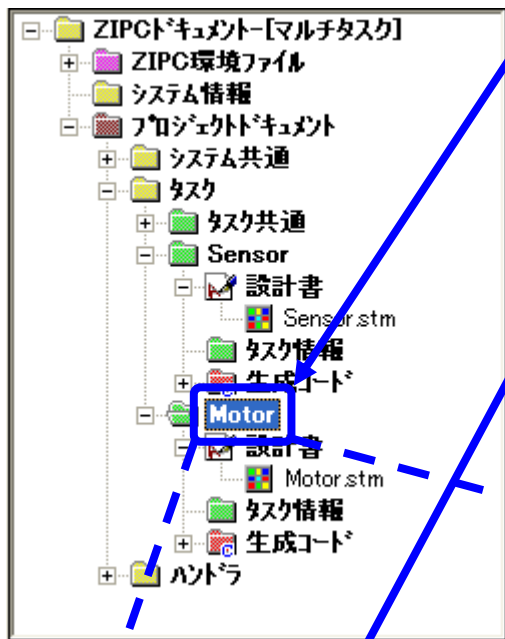 ZIPCﾄﾞｷｭﾒﾝﾄ-[マルチタスク]
ZIPC環境ファイル
システム情報
ﾌﾟﾛｼﾞｪｸﾄﾄﾞｷｭﾒﾝﾄ
システム共通
タスク
タスク共通
Sensor
設計書
Sensor.stm
タスク情報
生成ｺｰﾄﾞ
Motor
設計書
Motor.stm
タスク情報
生成ｺｰﾄﾞ
ﾊﾝﾄﾞﾗ